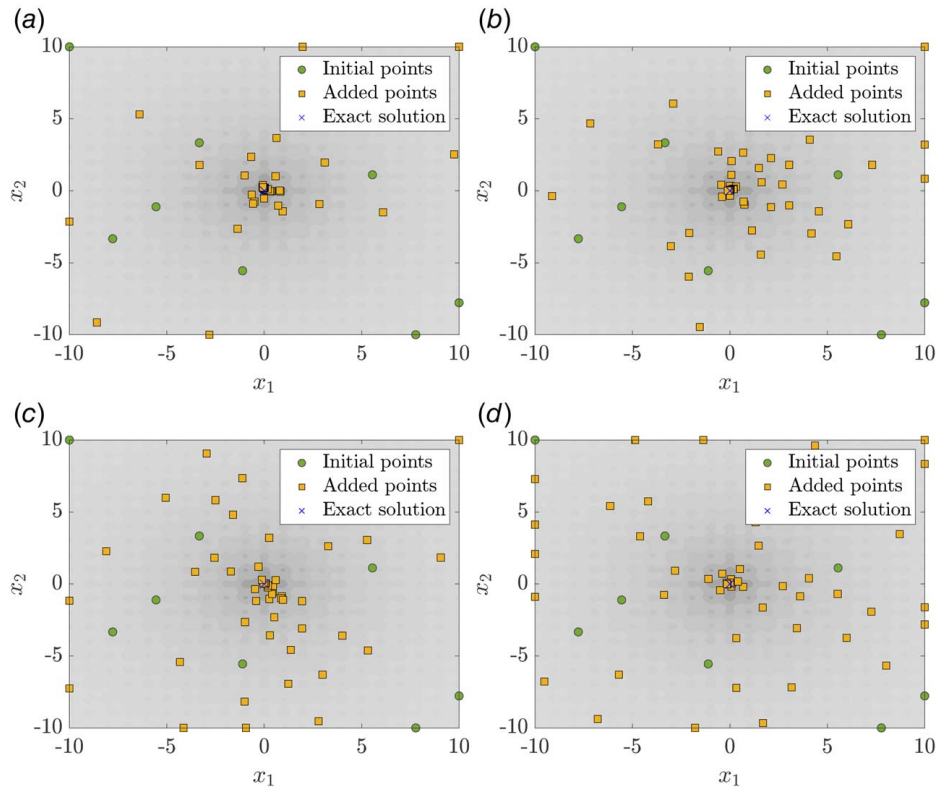 (a)
10
5
0
-5
-10
-10 -5 0 5 10
x2
x1
Initial points
Added points
Exact solution
(b)
10
5
0
-5
-10
-10 -5 0 5 10
x2
x1
Initial points
Added points
Exact solution
(c)
10
5
0
-5
-10
-10 -5 0 5 10
x2
x1
Initial points
Added points
Exact solution
(d)
10
5
0
-5
-10
-10 -5 0 5 10
x2
x1
Initial points
Added points
Exact solution